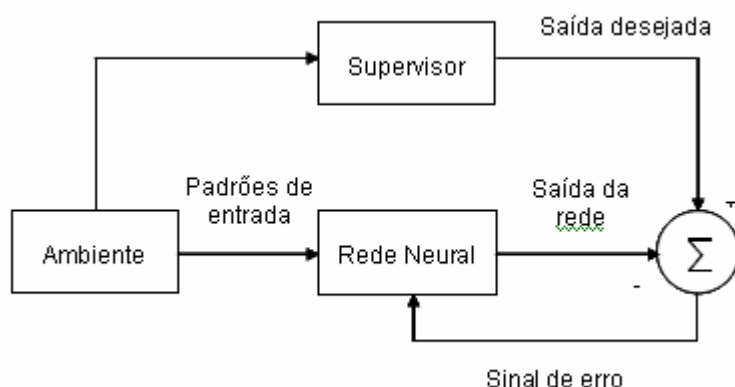 Saída desejada
Supervisor
Padrões de
entrada
Saída da
rede
+
Ambiente
Rede Neural
Σ
-
Sinal de erro